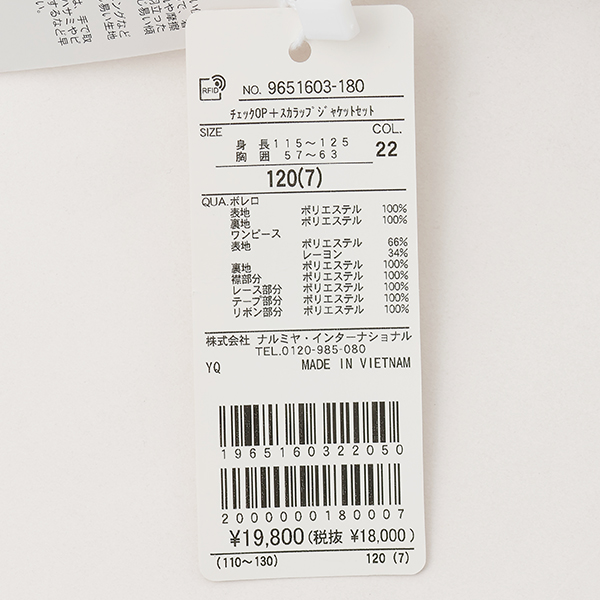 RFID
NO. 9651603-180
チェックOP+スカラップジャケットセット
SIZE COL.
身 長 115~125
胸 囲 57~63
22
120(7)
QUA.ボレロ
表地 ポリエステル 100%
裏地 ポリエステル 100%
ワンピース
表地 ポリエステル 66%
レーヨン 34%
裏地 ポリエステル 100%
襟部分 ポリエステル 100%
レース部分 ポリエステル 100%
テープ部分 ポリエステル 100%
リボン部分 ポリエステル 100%
株式会社 ナルミヤ・インターナショナル
TEL.0120-985-080
YQ MADE IN VIETNAM
1965160322050
2000000180007
¥19,800(税抜 ¥18,000)
(110~130) 120 (7)